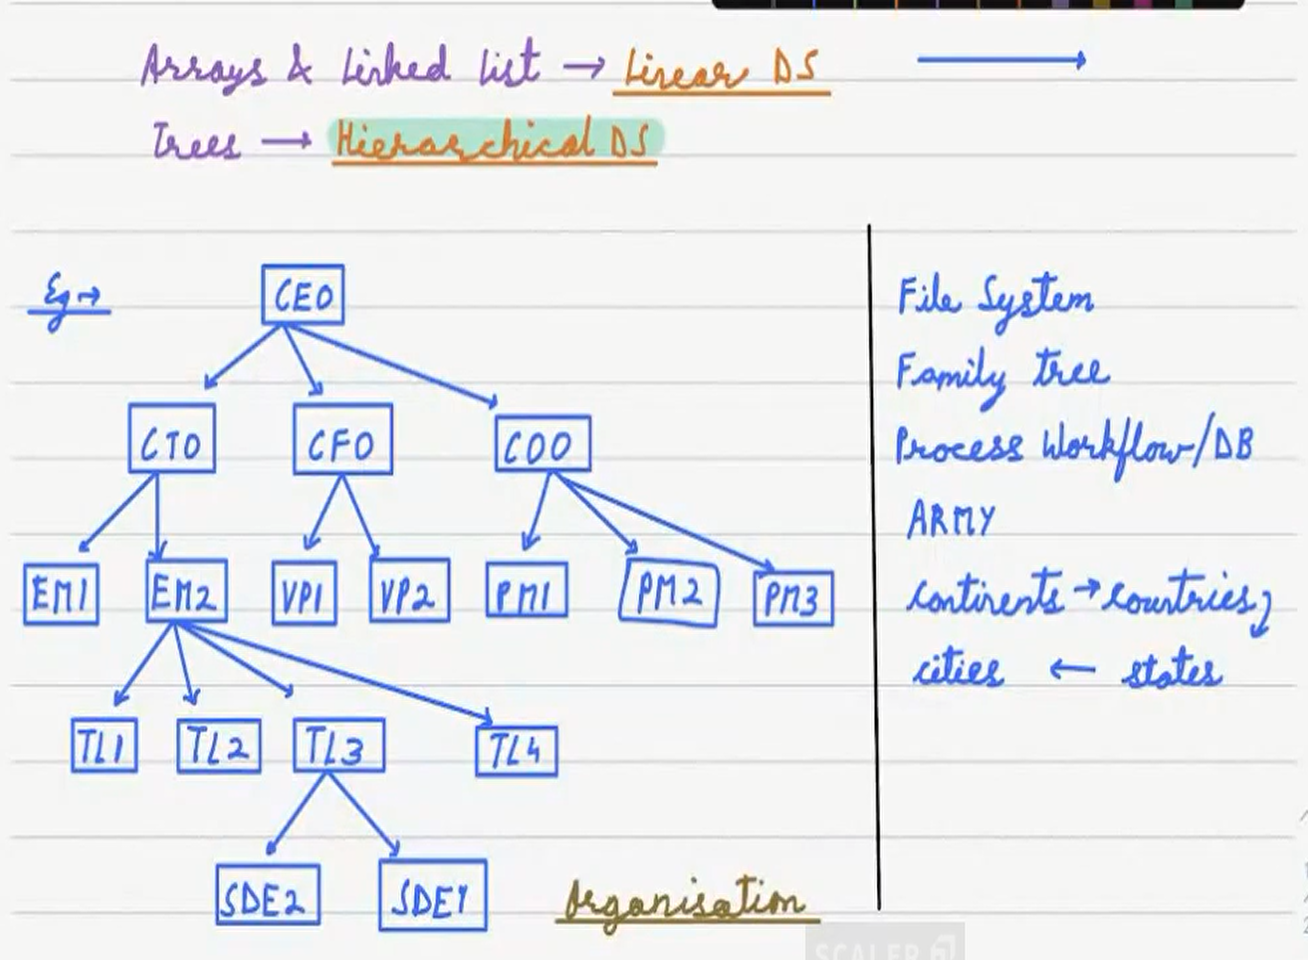 Arrays & Linked List → Linear DS
Trees → Hierarchical DS
Eg →
CEO
CTO CFO COO
EM1 EM2 VP1 VP2 PM1 PM2 PM3
TL1 TL2 TL3 TL4
SDE2 SDE1
Organisation
File System
Family tree
Process Workflow/DB
ARMY
Continents → Countries
cities ← states
SCALER